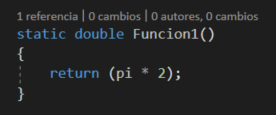 1 referencia | 0 cambios | 0 autores, 0 cambios
static double Funcion1()
{
    return (pi * 2);
}